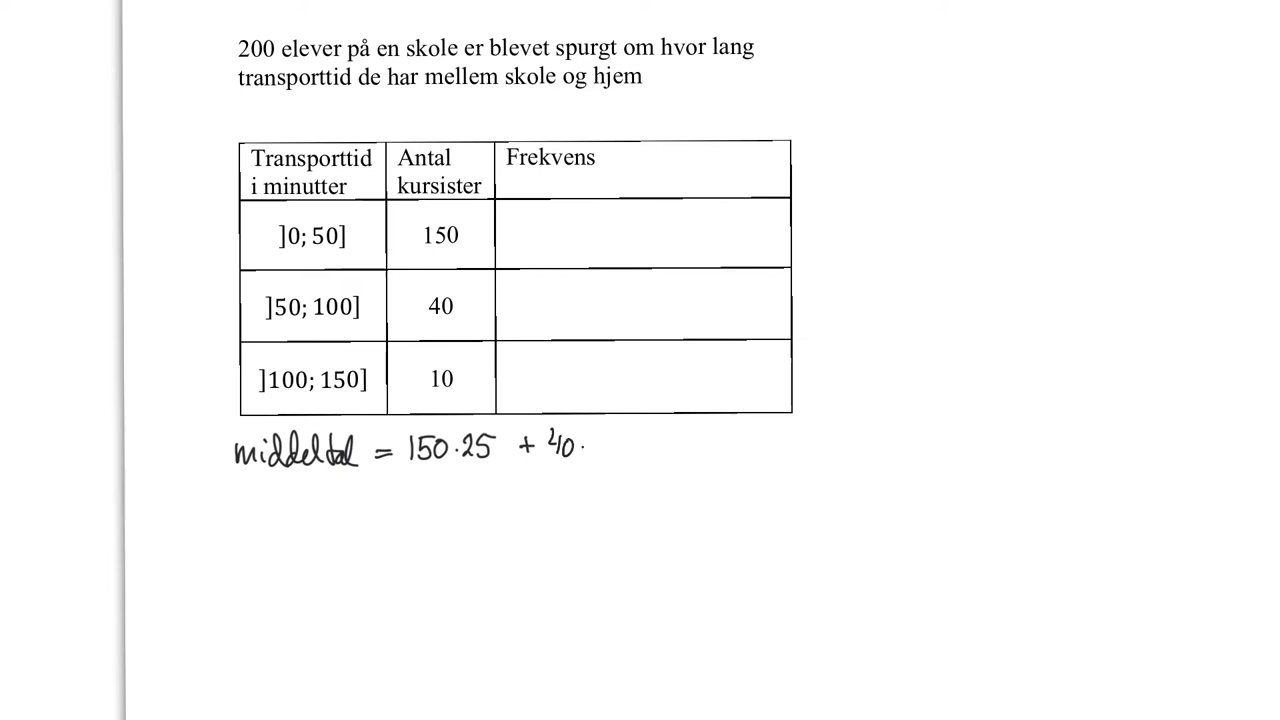 200 elever på en skole er blevet spurgt om hvor lang
transporttid de har mellem skole og hjem
Transporttid Antal Frekvens
i minutter kursister
]0; 50] 150
]50; 100] 40
]100; 150] 10
middeltal = 150·25 + 40·